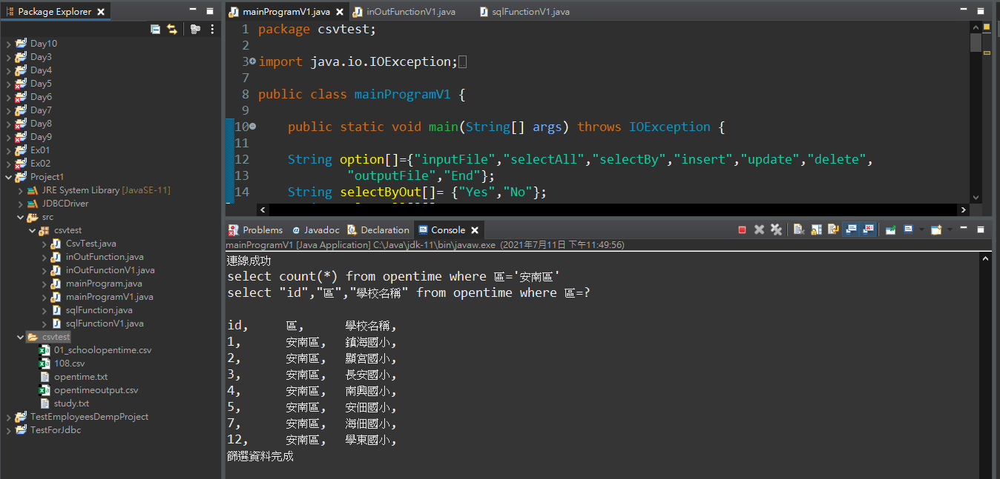 Package Explorer
Day10
Day3
Day4
Day5
Day6
Day7
Day8
Day9
Ex01
Ex02
Project1
JRE System Library [JavaSE-11]
JDBCDriver
src
csvtest
CsvTest.java
inOutFunction.java
inOutFunctionV1.java
mainProgram.java
mainProgramV1.java
sqlFunction.java
sqlFunctionV1.java
csvtest
01_schoolopentime.csv
108.csv
opentime.txt
opentimeoutput.csv
study.txt
TestEmployeesDempProject
TestForJdbc
mainProgramV1.java inOutFunctionV1.java sqlFunctionV1.java
1 package csvtest;
2
3 import java.io.IOException;
7
8 public class mainProgramV1 {
9
10 public static void main(String[] args) throws IOException {
11
12 String option[]={"inputFile","selectAll","selectBy","insert","update","delete",
13 "outputFile","End"};
14 String selectByOut[]= {"Yes","No"};
Problems Javadoc Declaration Console
mainProgramV1 [Java Application] C:\Java\jdk-11\bin\javaw.exe (2021年7月11日 下午11:49:56)
連線成功
select count(*) from opentime where 區='安南區'
select "id","區","學校名稱" from opentime where 區=?
id, 區, 學校名稱,
1, 安南區, 鎮海國小,
2, 安南區, 顯宮國小,
3, 安南區, 長安國小,
4, 安南區, 南興國小,
5, 安南區, 安佃國小,
7, 安南區, 海佃國小,
12, 安南區, 學東國小,
篩選資料完成